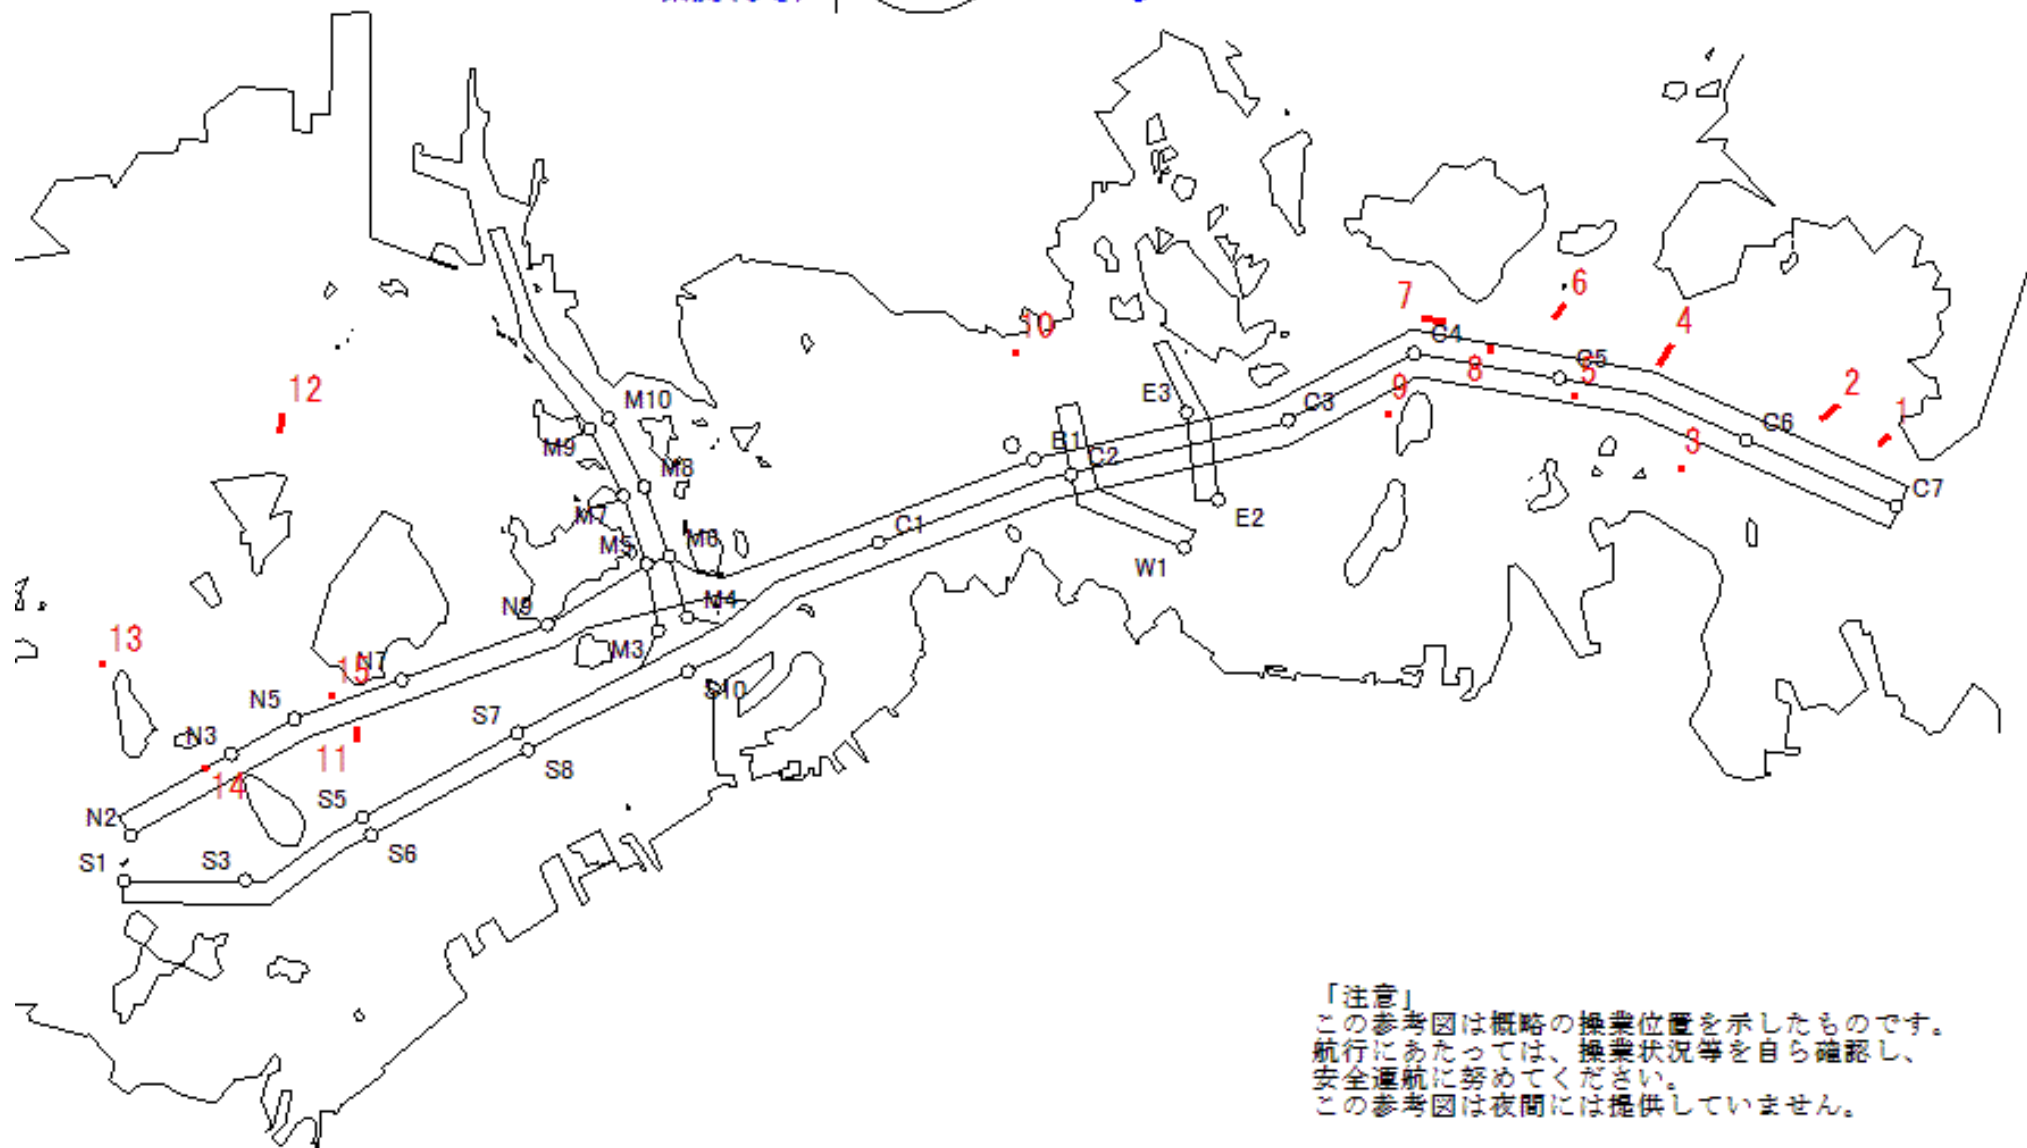 7
6
4
C4
C5
10
8
5
9
2
1
12
M10
E3
C3
C6
M9
B1
3
M8
C2
C7
M7
E2
C1
M5
M6
W1
N9
M4
13
M3
N7
15
S10
N5
S7
N3
11
S8
14
S5
N2
S6
S1
S3
「注意」
この参考図は概略の操業位置を示したものです。
航行にあたっては、操業状況等を自ら確認し、
安全運航に努めてください。
この参考図は夜間には提供していません。